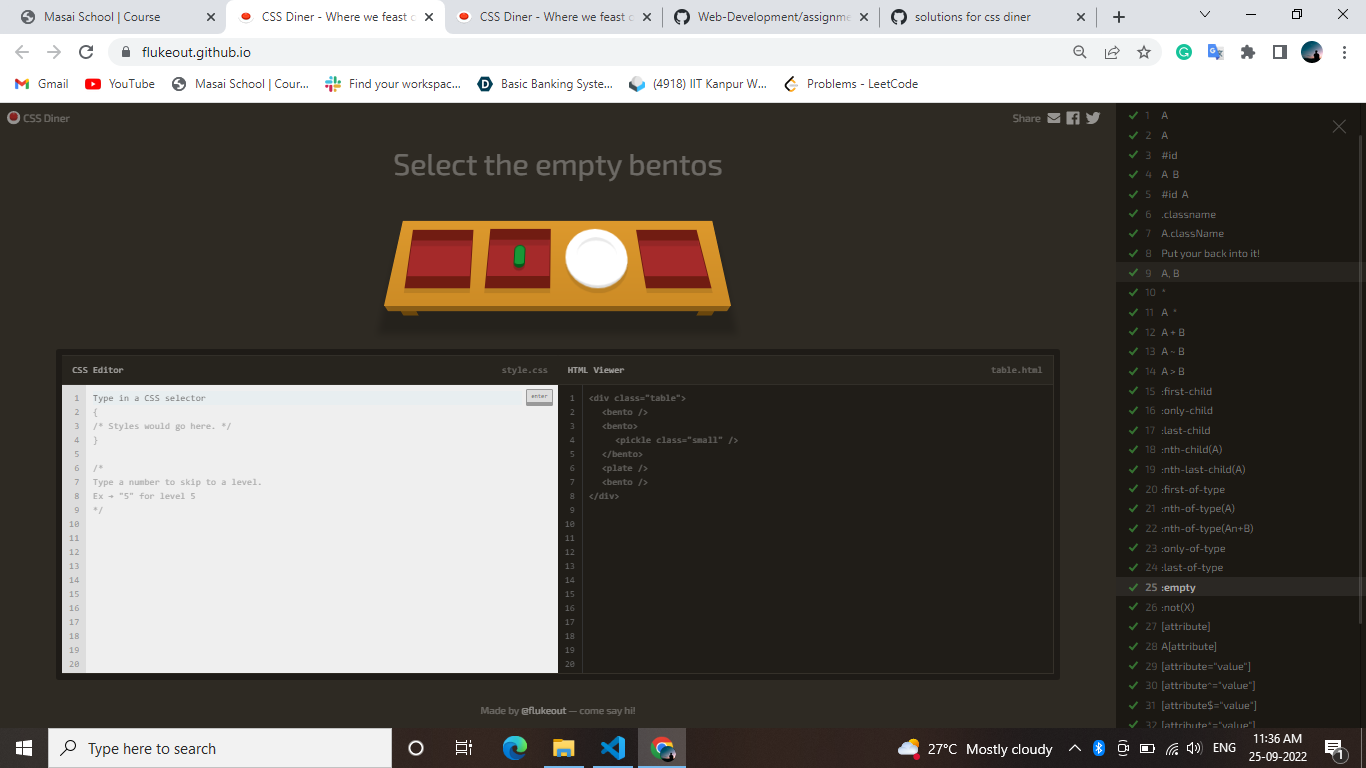 Masai School | Course
CSS Diner - Where we feast o
CSS Diner - Where we feast o
Web-Development/assignme
solutions for css diner
flukeout.github.io
Gmail
YouTube
Masai School | Cour...
Find your workspac...
Basic Banking Syste...
(4918) IIT Kanpur W...
Problems - LeetCode
CSS Diner
Share
Select the empty bentos
CSS Editor
style.css
HTML Viewer
table.html
1 Type in a CSS selector
enter
2 {
3 /* Styles would go here. */
4 }
5
6 /*
7 Type a number to skip to a level.
8 Ex → "5" for level 5
9 */
10
11
12
13
14
15
16
17
18
19
20
1 <div class="table">
2 <bento />
3 <bento>
4 <pickle class="small" />
5 </bento>
6 <plate />
7 <bento />
8 </div>
9
10
11
12
13
14
15
16
17
18
19
20
Made by @flukeout — come say hi!
1 A
2 A
3 #id
4 A B
5 #id A
6 .classname
7 A.className
8 Put your back into it!
9 A, B
10 *
11 A *
12 A + B
13 A ~ B
14 A > B
15 :first-child
16 :only-child
17 :last-child
18 :nth-child(A)
19 :nth-last-child(A)
20 :first-of-type
21 :nth-of-type(A)
22 :nth-of-type(An+B)
23 :only-of-type
24 :last-of-type
25 :empty
26 :not(X)
27 [attribute]
28 A[attribute]
29 [attribute="value"]
30 [attribute^="value"]
31 [attribute$="value"]
32 [attribute*="value"]
Type here to search
27°C Mostly cloudy
ENG
11:36 AM
25-09-2022
1